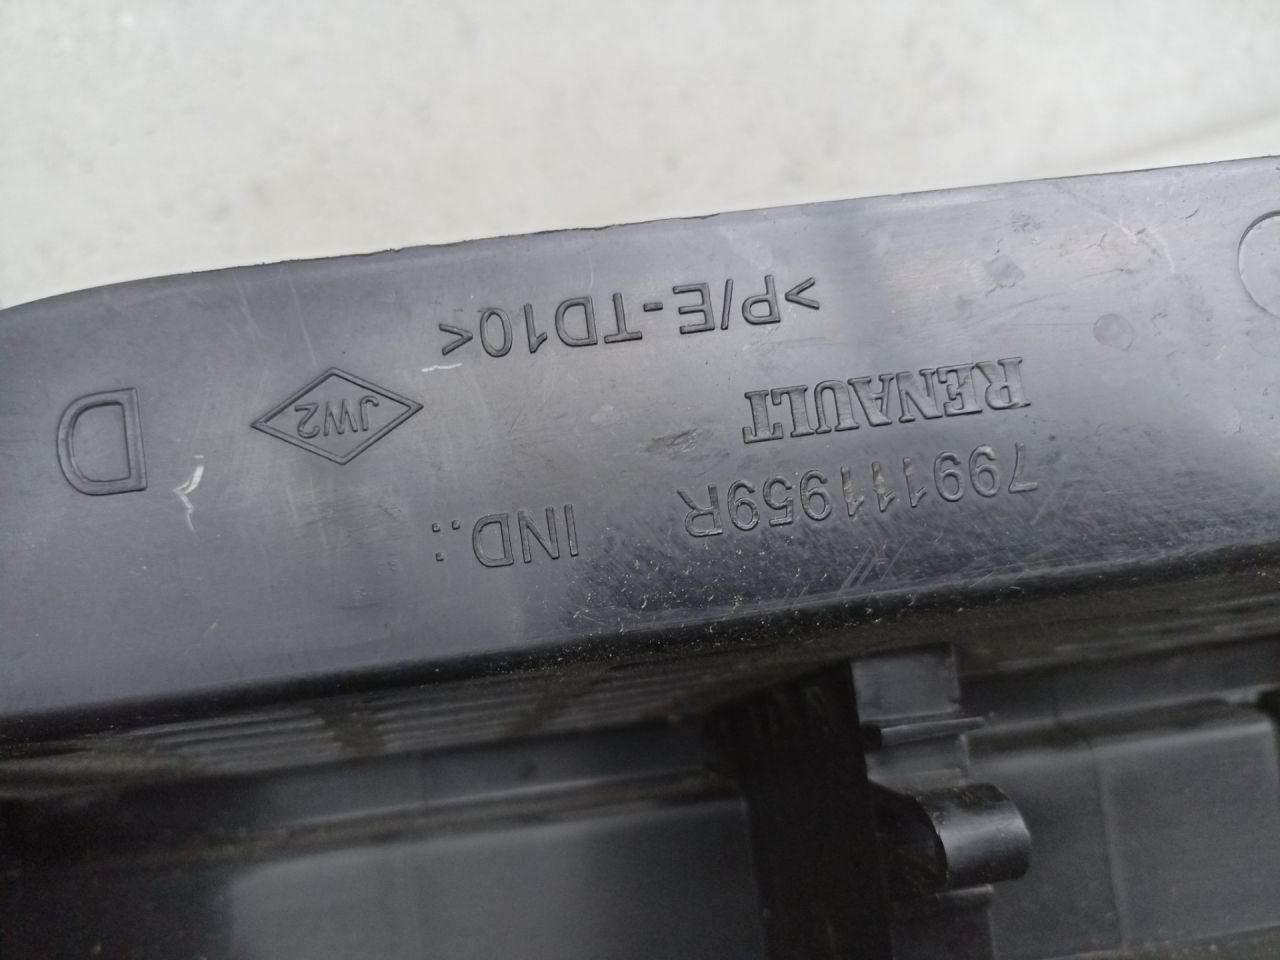 799111959R IND.:
RENAULT
JW2
D
>P/E-TD10<